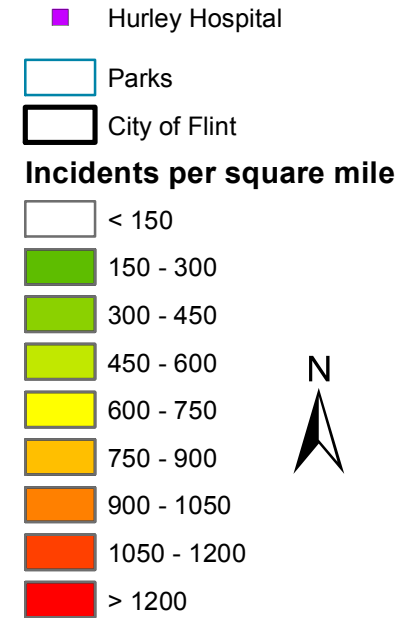 Hurley Hospital
Parks
City of Flint
Incidents per square mile
< 150
150 - 300
300 - 450
450 - 600
N
600 - 750
750 - 900
900 - 1050
1050 - 1200
> 1200